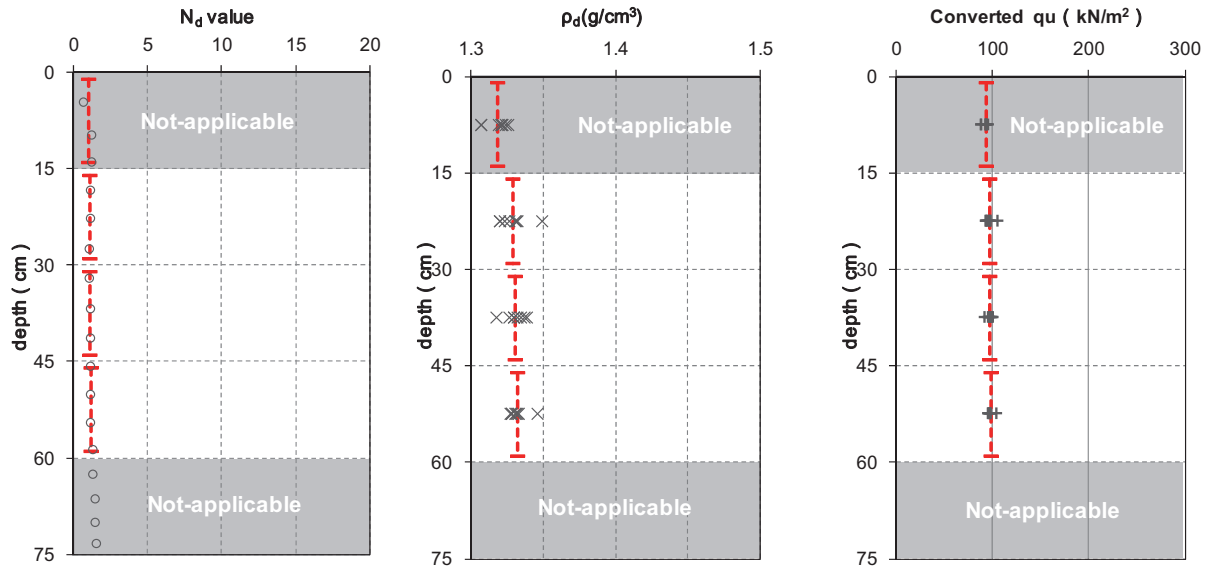 N_d value
0 5 10 15 20
0
15
30
45
60
75
depth ( cm )
Not-applicable
Not-applicable
ρ_d(g/cm³)
1.3 1.4 1.5
0
15
30
45
60
75
depth ( cm )
Not-applicable
Not-applicable
Converted qu ( kN/m²)
0 100 200 300
0
15
30
45
60
75
depth ( cm )
Not-applicable
Not-applicable